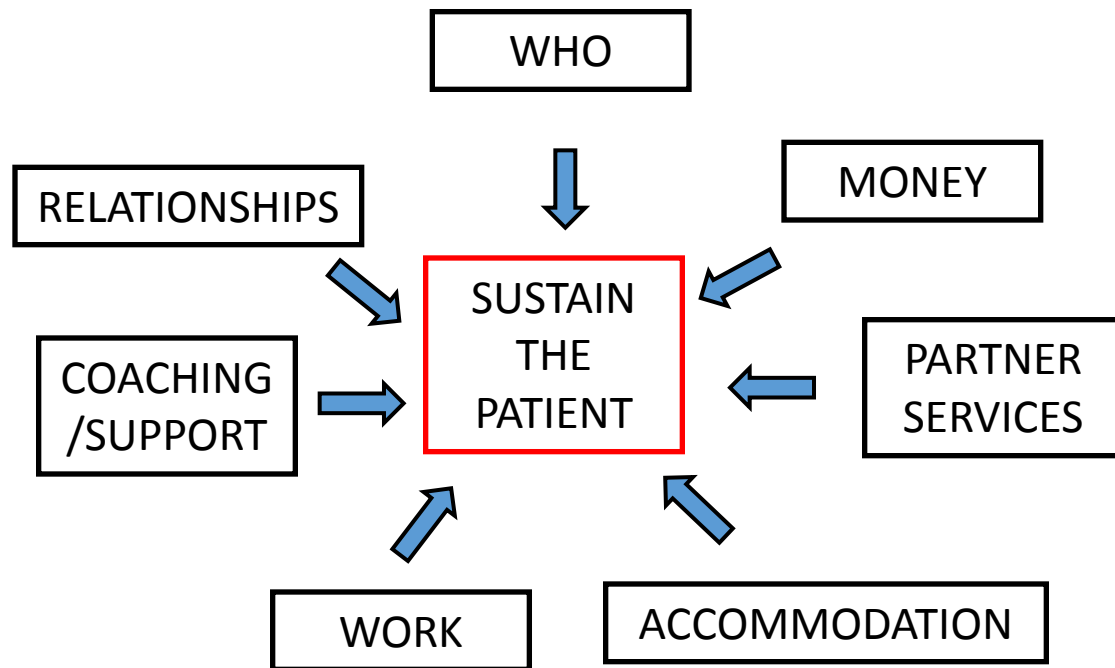 WHO
RELATIONSHIPS
MONEY
SUSTAIN
THE
PATIENT
COACHING
/SUPPORT
PARTNER
SERVICES
WORK
ACCOMMODATION